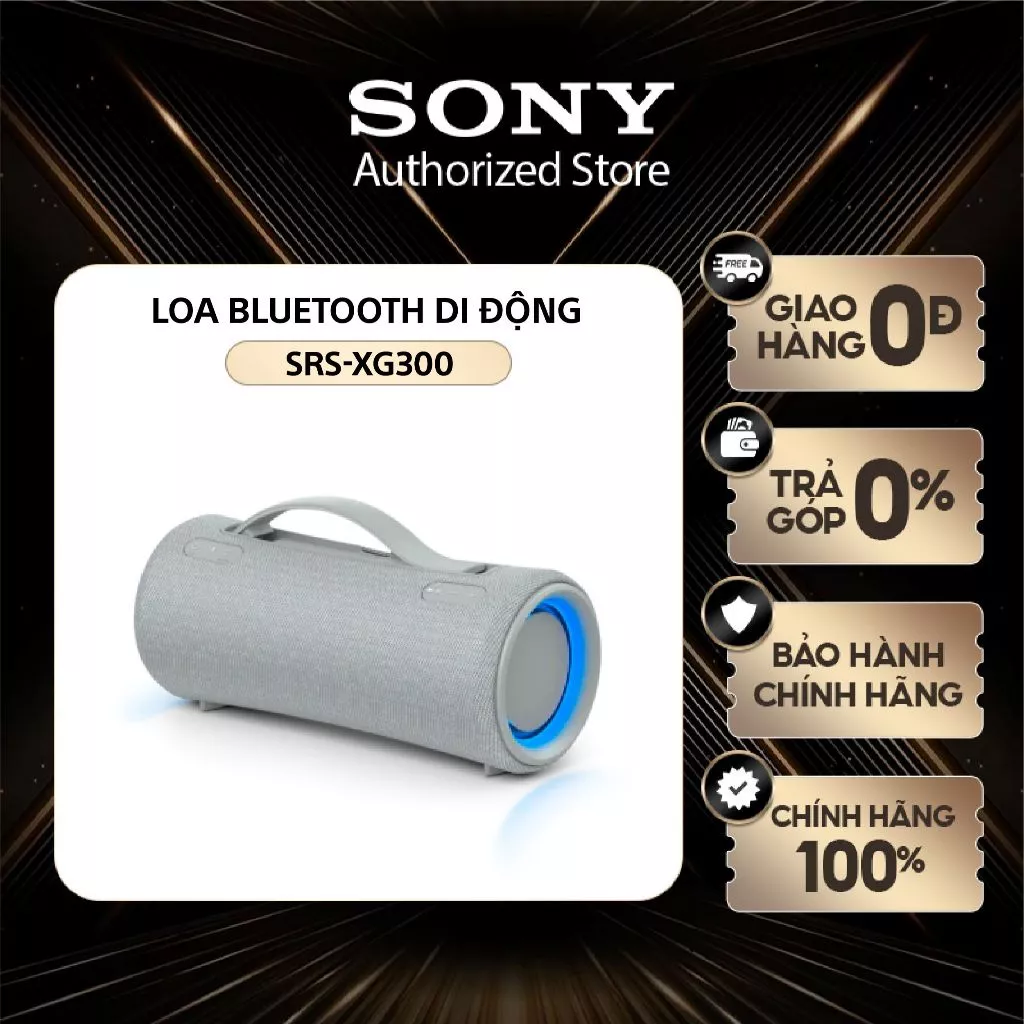 SONY
Authorized Store
LOA BLUETOOTH DI ĐỘNG
SRS-XG300
FREE
GIAO
HÀNG 0Đ
TRẢ
GÓP 0%
BẢO HÀNH
CHÍNH HÃNG
CHÍNH HÃNG
100%